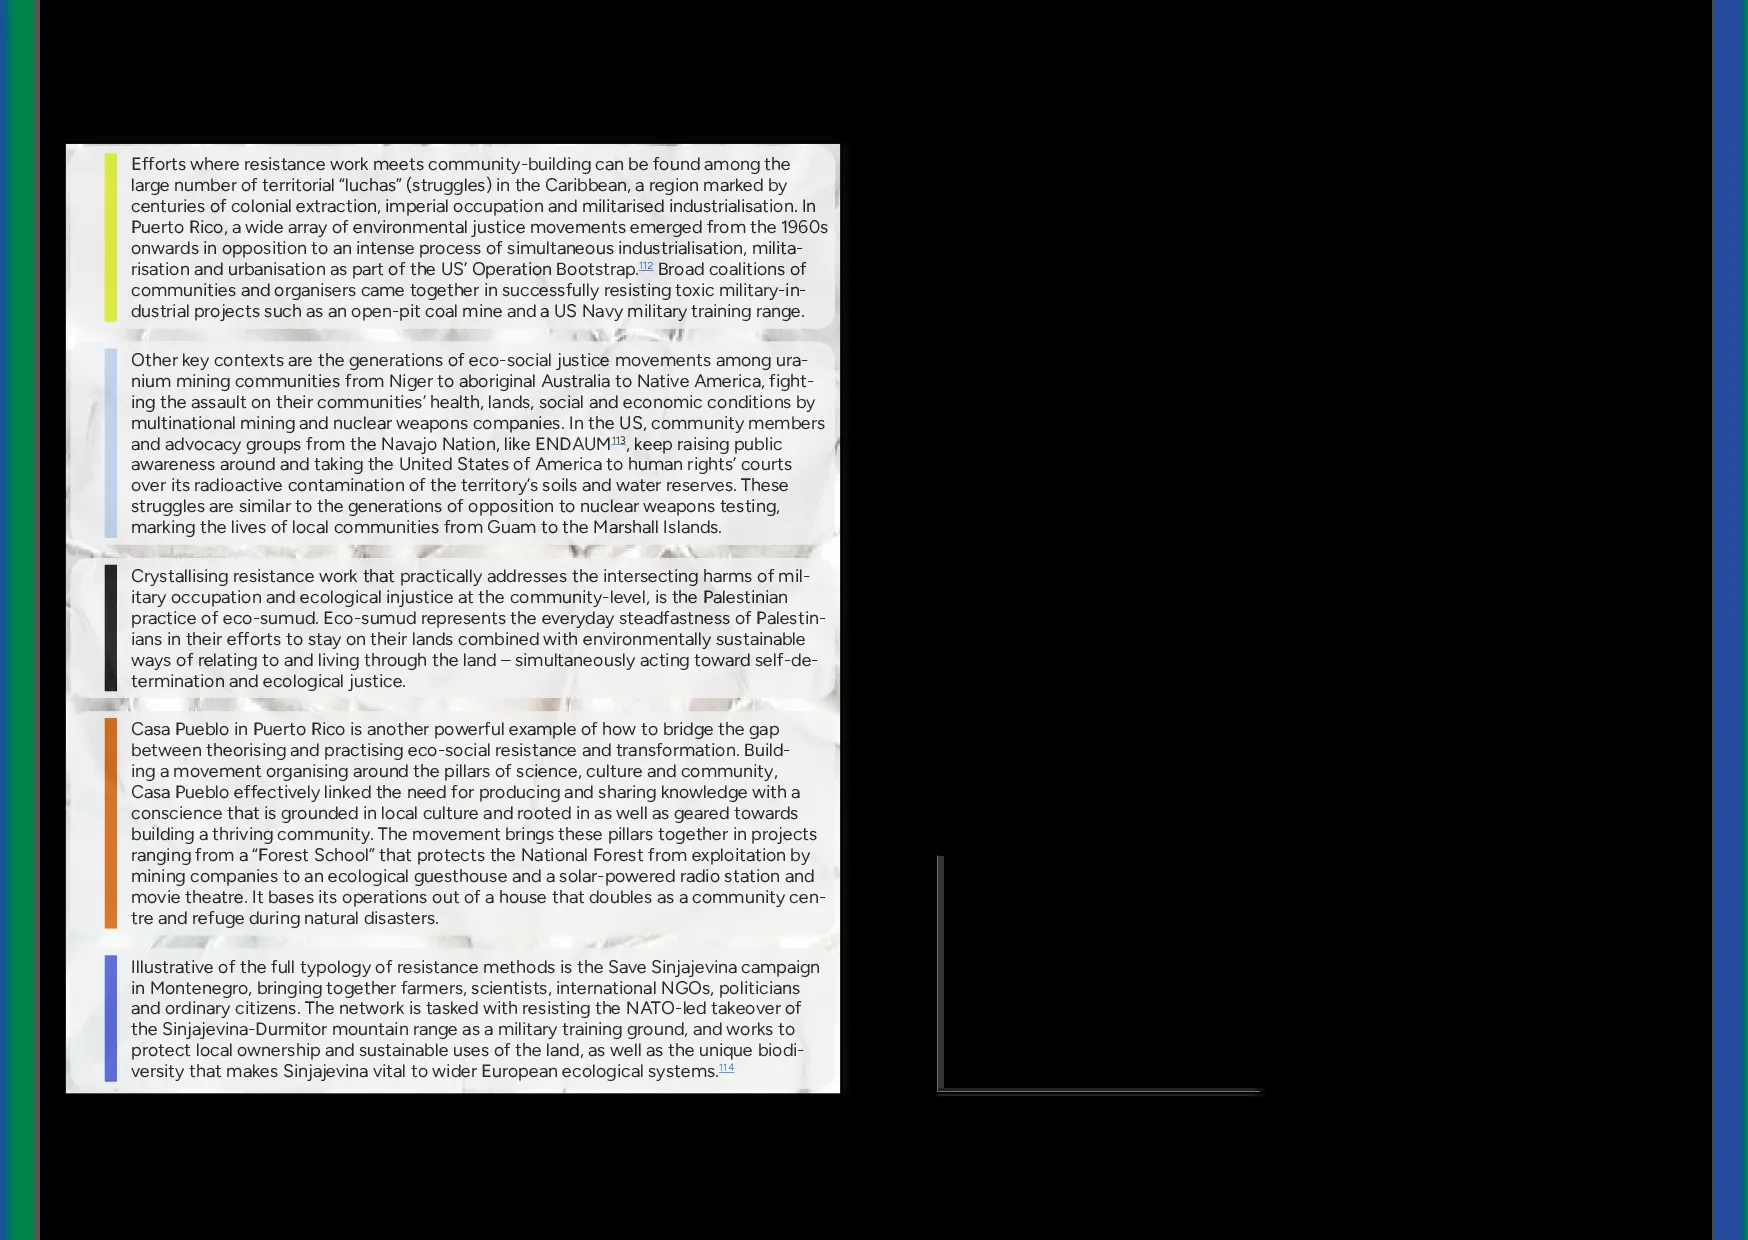 Efforts where resistance work meets community-building can be found among the
large number of territorial “luchas” (struggles) in the Caribbean, a region marked by
centuries of colonial extraction, imperial occupation and militarised industrialisation. In
Puerto Rico, a wide array of environmental justice movements emerged from the 1960s
onwards in opposition to an intense process of simultaneous industrialisation, milita-
risation and urbanisation as part of the US’ Operation Bootstrap.112 Broad coalitions of
communities and organisers came together in successfully resisting toxic military-in-
dustrial projects such as an open-pit coal mine and a US Navy military training range.
Other key contexts are the generations of eco-social justice movements among ura-
nium mining communities from Niger to aboriginal Australia to Native America, fight-
ing the assault on their communities’ health, lands, social and economic conditions by
multinational mining and nuclear weapons companies. In the US, community members
and advocacy groups from the Navajo Nation, like ENDAUM113, keep raising public
awareness around and taking the United States of America to human rights’ courts
over its radioactive contamination of the territory’s soils and water reserves. These
struggles are similar to the generations of opposition to nuclear weapons testing,
marking the lives of local communities from Guam to the Marshall Islands.
Crystallising resistance work that practically addresses the intersecting harms of mil-
itary occupation and ecological injustice at the community-level, is the Palestinian
practice of eco-sumud. Eco-sumud represents the everyday steadfastness of Palestin-
ians in their efforts to stay on their lands combined with environmentally sustainable
ways of relating to and living through the land – simultaneously acting toward self-de-
termination and ecological justice.
Casa Pueblo in Puerto Rico is another powerful example of how to bridge the gap
between theorising and practising eco-social resistance and transformation. Build-
ing a movement organising around the pillars of science, culture and community,
Casa Pueblo effectively linked the need for producing and sharing knowledge with a
conscience that is grounded in local culture and rooted in as well as geared towards
building a thriving community. The movement brings these pillars together in projects
ranging from a “Forest School” that protects the National Forest from exploitation by
mining companies to an ecological guesthouse and a solar-powered radio station and
movie theatre. It bases its operations out of a house that doubles as a community cen-
tre and refuge during natural disasters.
Illustrative of the full typology of resistance methods is the Save Sinjajevina campaign
in Montenegro, bringing together farmers, scientists, international NGOs, politicians
and ordinary citizens. The network is tasked with resisting the NATO-led takeover of
the Sinjajevina-Durmitor mountain range as a military training ground, and works to
protect local ownership and sustainable uses of the land, as well as the unique biodi-
versity that makes Sinjajevina vital to wider European ecological systems.114